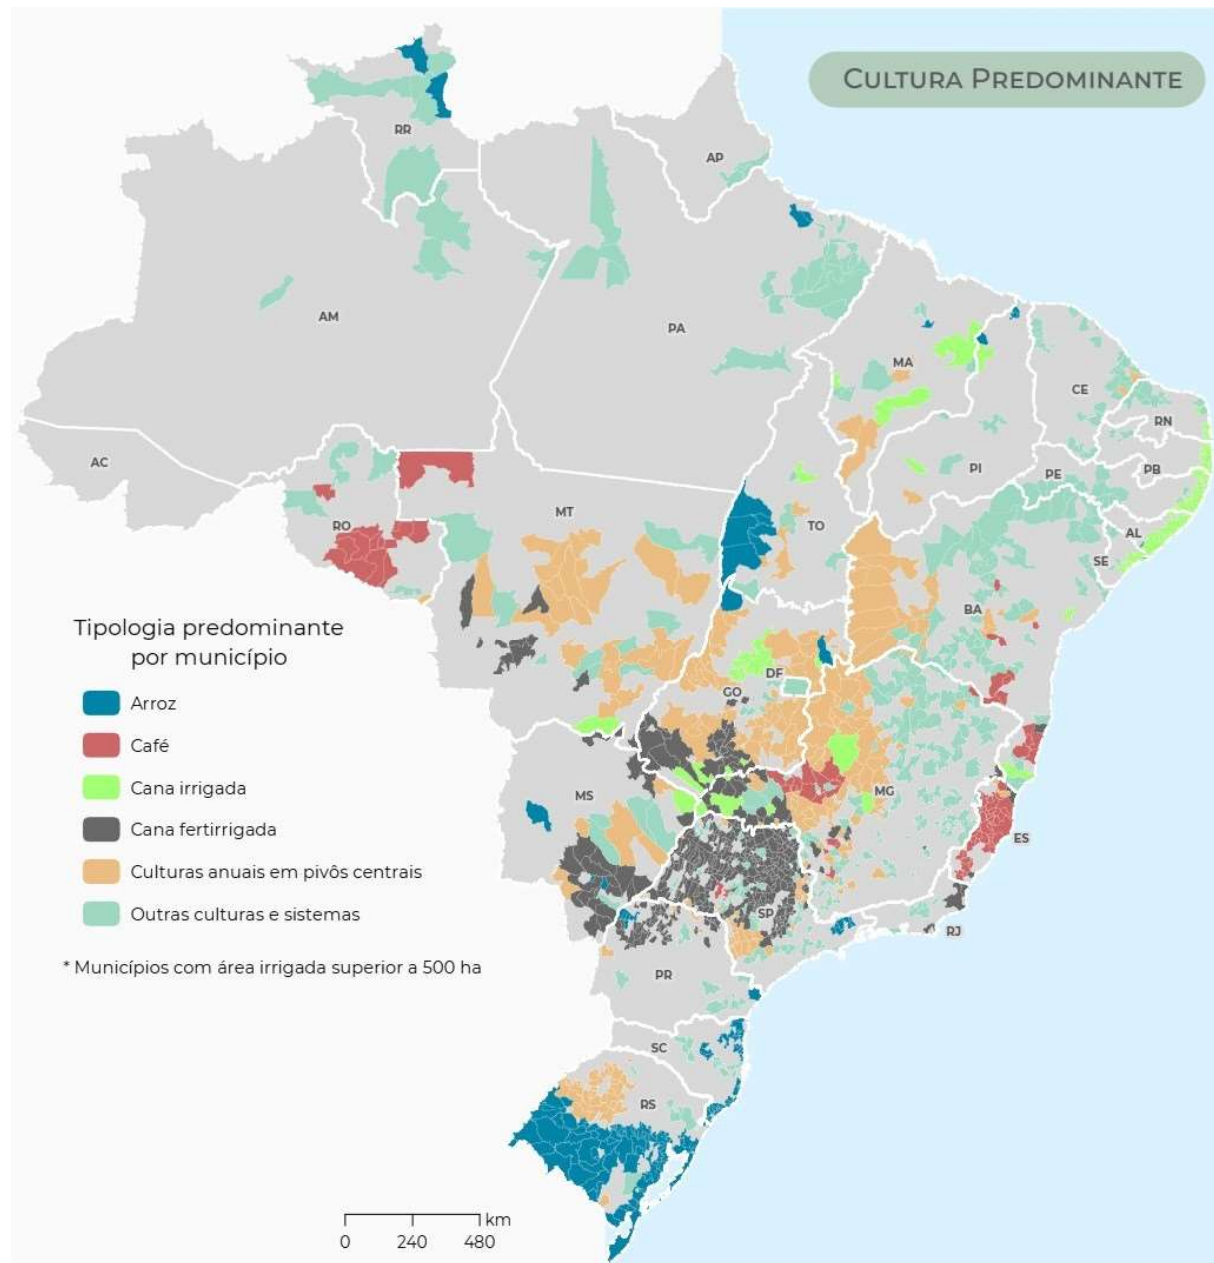 CULTURA PREDOMINANTE
RR
AP
AM
PA
MA
CE
RN
PB
PI
PE
AC
AL
SE
RO
MT
TO
BA
DF
GO
MS
MG
ES
SP
RJ
PR
SC
RS
Tipologia predominante
por município
Arroz
Café
Cana irrigada
Cana fertirrigada
Culturas anuais em pivôs centrais
Outras culturas e sistemas
* Municípios com área irrigada superior a 500 ha
km
0 240 480